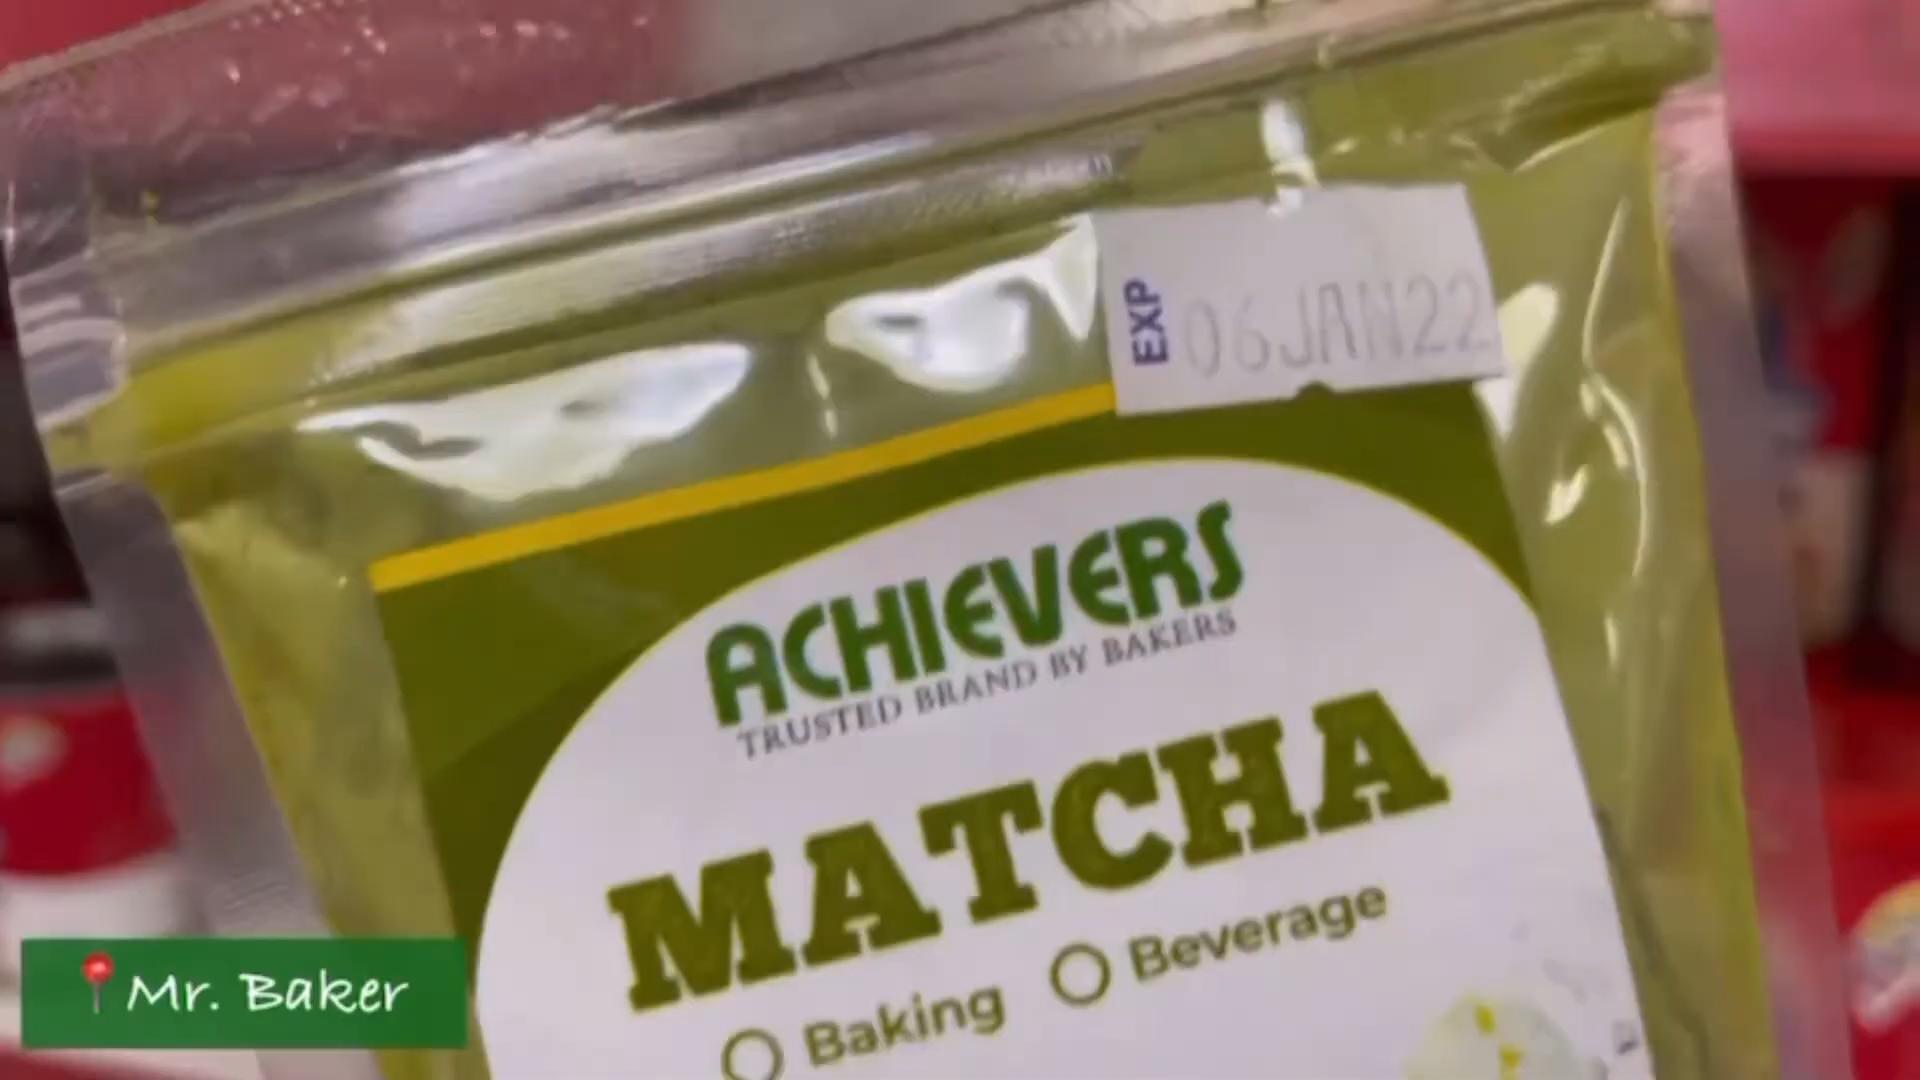 EXP 06JAN22
ACHIEVERS
TRUSTED BRAND BY BAKERS
MATCHA
Baking Beverage
Mr. Baker